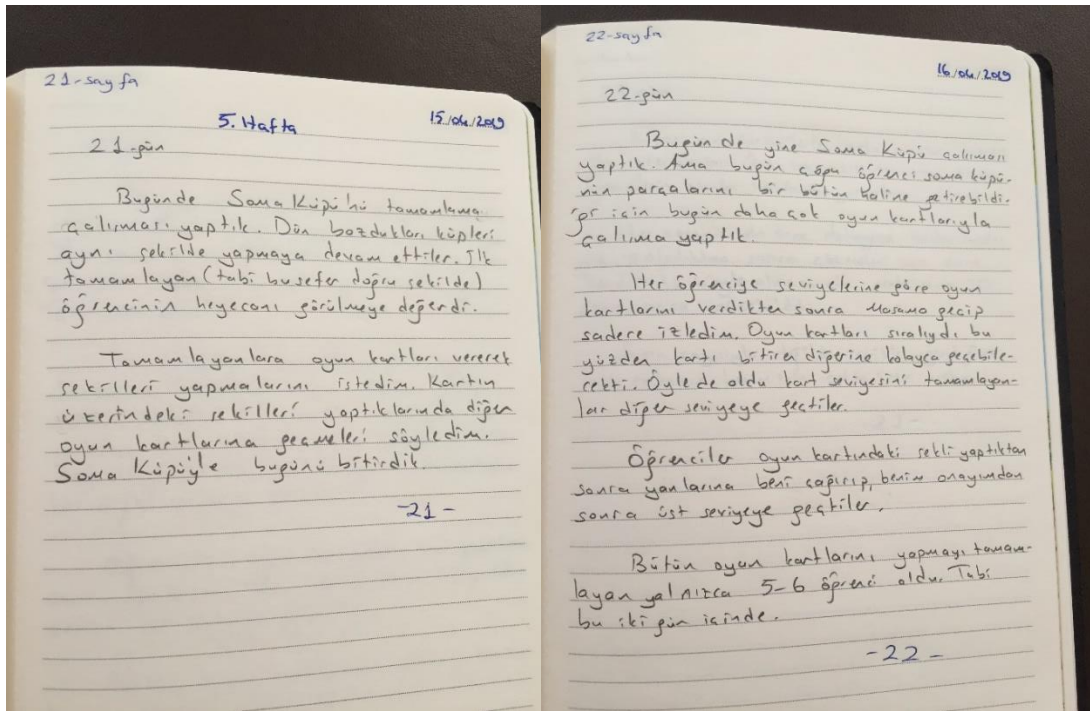 21-sayfa
5. Hafta 15/04/2019
21-gün
Bugünde Soma Küpü'nü tamamlama
çalışması yaptık. Dün bozdukları küpleri
aynı şekilde yapmaya devam ettiler. İlk
tamamlayan (tabi bu sefer doğru şekilde)
öğrencinin heyecanı görülmeye değerdi.
Tamamlayanlara oyun kartları vererek
şekilleri yapmalarını istedim. Kartın
üzerindeki şekilleri yaptıklarında diğer
oyun kartlarına geçmeleri söyledim.
Soma Küpüyle bugünü bitirdik.
-21-
22-sayfa
16/04/2019
22-gün
Bugünde yine Soma Küpü çalışması
yaptık. Ama bugün çoğu öğrenci soma küpü-
nün parçalarını bir bütün haline getirebildi-
ği için bugün daha çok oyun kartlarıyla
çalışma yaptık.
Her öğrenciye seviyelerine göre oyun
kartlarını verdikten sonra masama geçip
sadece izledim. Oyun kartları sıralıydı bu
yüzden kartı bitiren diğerine kolayca geçebile-
cekti. Öyle de oldu kart seviyesini tamamlayan-
lar diğer seviyeye geçtiler.
Öğrenciler oyun kartındaki şekli yaptıktan
sonra yanlarına beni çağırıp, benim onayımdan
sonra üst seviyeye geçtiler.
Bütün oyun kartlarını yapmayı tamam-
layan yalnızca 5-6 öğrenci oldu. Tabi
bu iki gün içinde.
-22-